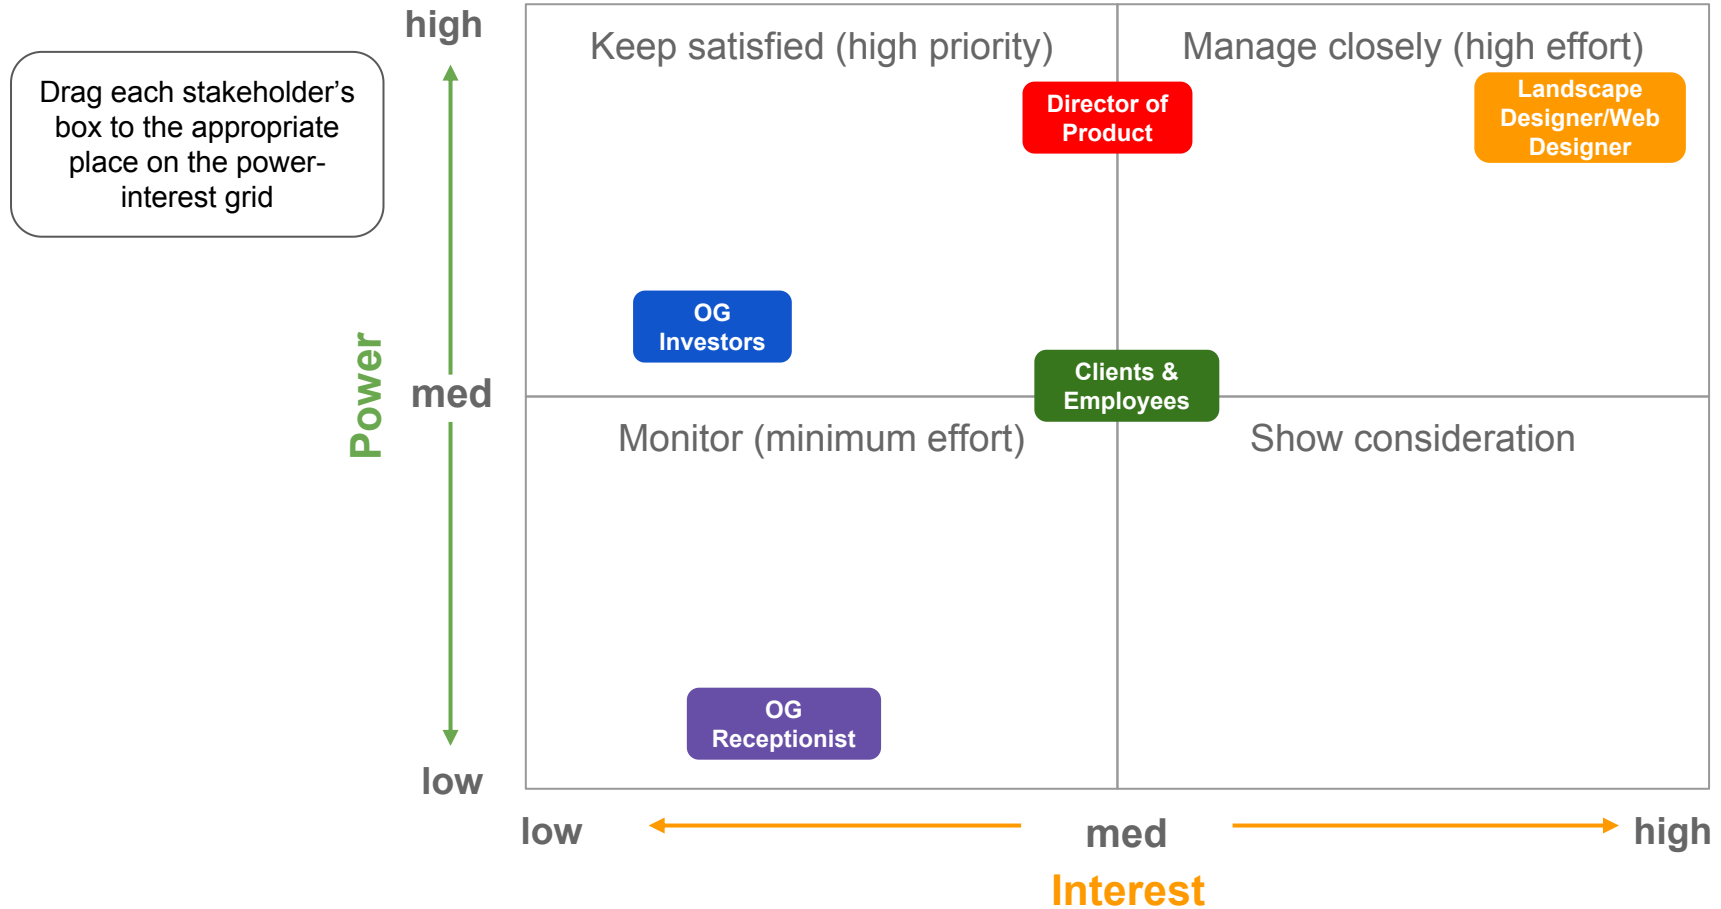 high
Keep satisfied (high priority)
Manage closely (high effort)
Drag each stakeholder’s
box to the appropriate
place on the power-
interest grid
Director of
Product
Landscape
Designer/Web
Designer
OG
Investors
Clients &
Employees
Power
med
Monitor (minimum effort)
Show consideration
OG
Receptionist
low
low
med
high
Interest